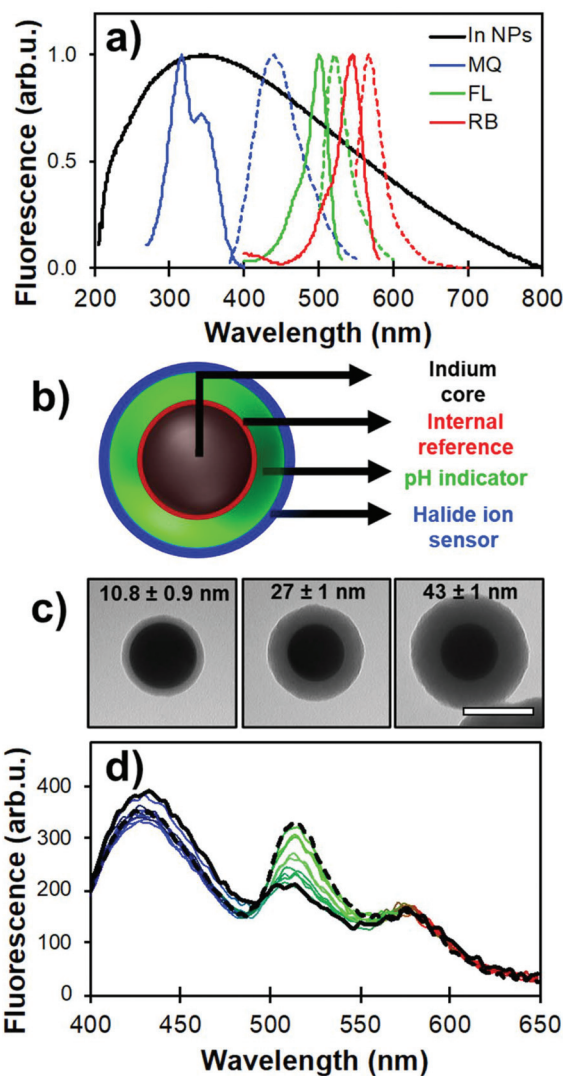 a)
Fluorescence (arb.u.)
1.0
0.5
0.0
In NPs
MQ
FL
RB
200 300 400 500 600 700 800
Wavelength (nm)
b)
Indium
core
Internal
reference
pH indicator
Halide ion
sensor
c)
10.8 ± 0.9 nm
27 ± 1 nm
43 ± 1 nm
d)
Fluorescence (arb.u.)
400
300
200
100
0
400 450 500 550 600 650
Wavelength (nm)